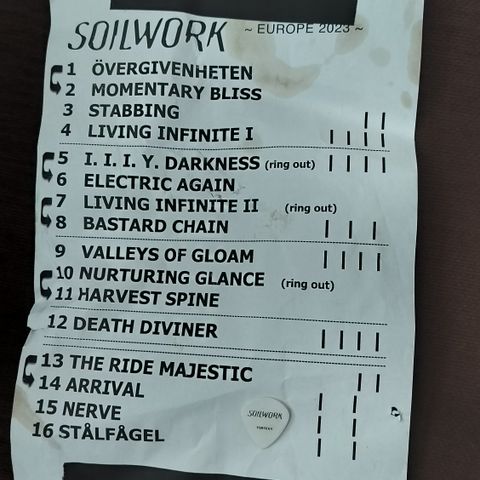 SOILWORK ~ EUROPE 2023 ~
1 ÖVERGIVENHETEN
2 MOMENTARY BLISS
3 STABBING
4 LIVING INFINITE I
5 I. I. I. Y. DARKNESS (ring out)
6 ELECTRIC AGAIN
7 LIVING INFINITE II (ring out)
8 BASTARD CHAIN
9 VALLEYS OF GLOAM
10 NURTURING GLANCE (ring out)
11 HARVEST SPINE
12 DEATH DIVINER
13 THE RIDE MAJESTIC
14 ARRIVAL
15 NERVE
16 STÅLFÅGEL
SOILWORK